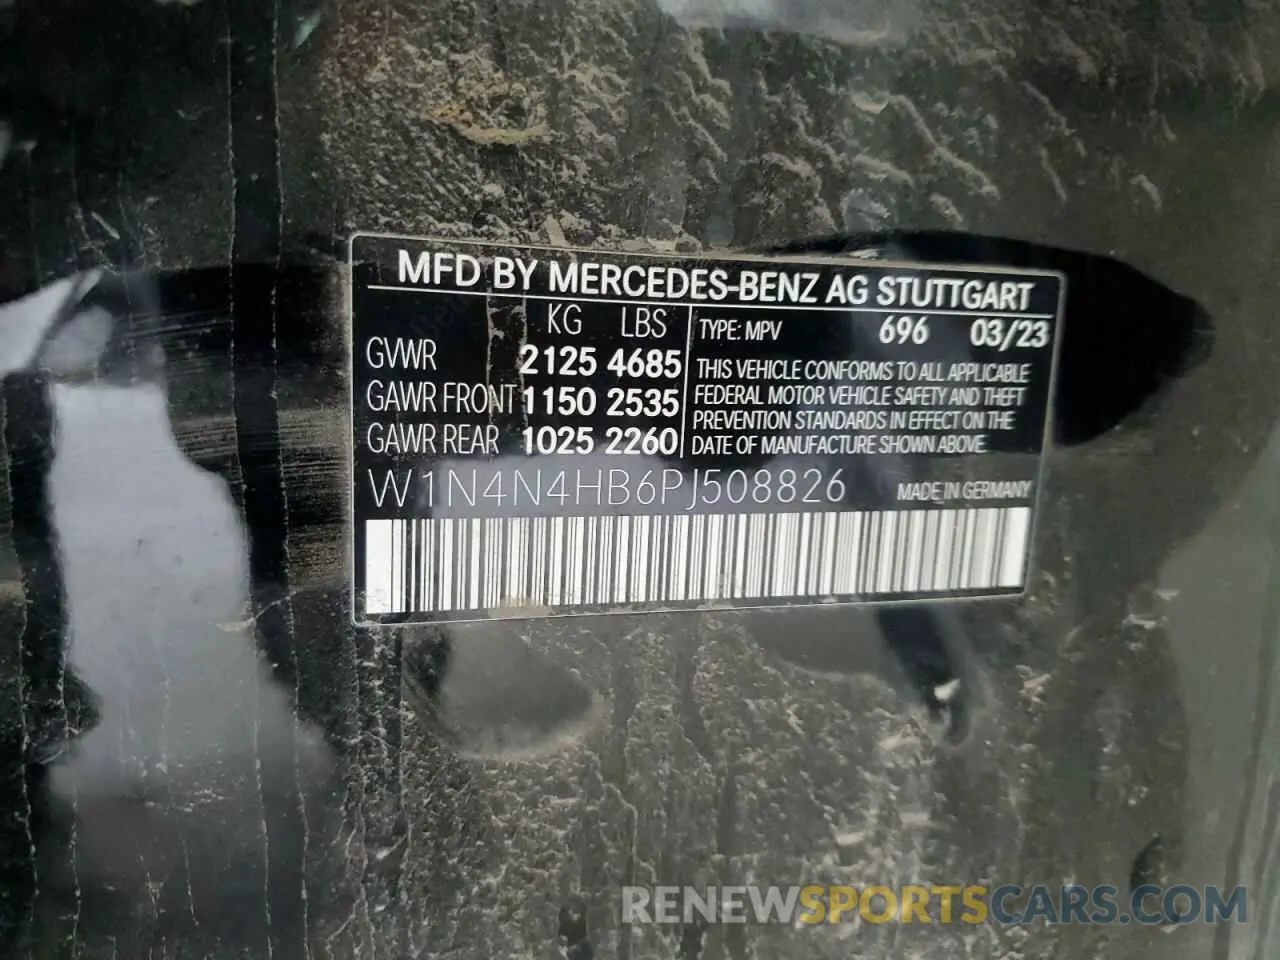 MFD BY MERCEDES-BENZ AG STUTTGART
KG LBS
GVWR 2125 4685
GAWR FRONT 1150 2535
GAWR REAR 1025 2260
TYPE: MPV 696 03/23
THIS VEHICLE CONFORMS TO ALL APPLICABLE
FEDERAL MOTOR VEHICLE SAFETY AND THEFT
PREVENTION STANDARDS IN EFFECT ON THE
DATE OF MANUFACTURE SHOWN ABOVE.
W1N4N4HB6PJ508826 MADE IN GERMANY
RENEWSPORTSCARS.COM